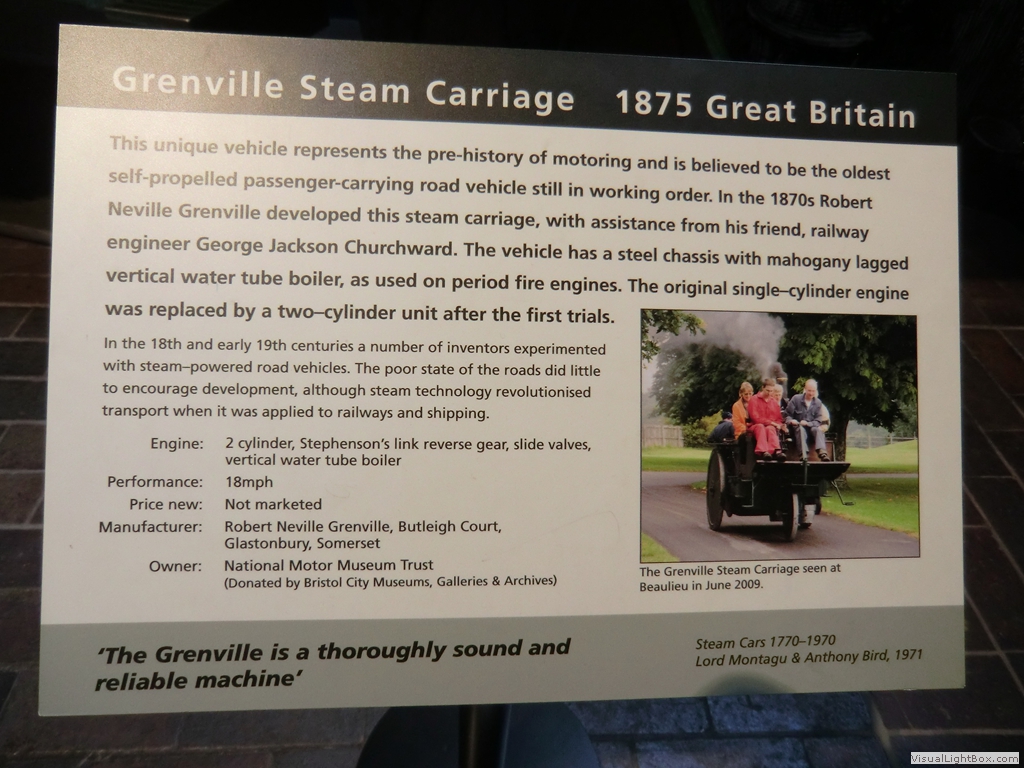 Grenville Steam Carriage 1875 Great Britain
This unique vehicle represents the pre-history of motoring and is believed to be the oldest
self-propelled passenger-carrying road vehicle still in working order. In the 1870s Robert
Neville Grenville developed this steam carriage, with assistance from his friend, railway
engineer George Jackson Churchward. The vehicle has a steel chassis with mahogany lagged
vertical water tube boiler, as used on period fire engines. The original single–cylinder engine
was replaced by a two–cylinder unit after the first trials.
In the 18th and early 19th centuries a number of inventors experimented
with steam–powered road vehicles. The poor state of the roads did little
to encourage development, although steam technology revolutionised
transport when it was applied to railways and shipping.
Engine: 2 cylinder, Stephenson's link reverse gear, slide valves,
vertical water tube boiler
Performance: 18mph
Price new: Not marketed
Manufacturer: Robert Neville Grenville, Butleigh Court,
Glastonbury, Somerset
Owner: National Motor Museum Trust
(Donated by Bristol City Museums, Galleries & Archives)
The Grenville Steam Carriage seen at
Beaulieu in June 2009.
'The Grenville is a thoroughly sound and
reliable machine'
Steam Cars 1770–1970
Lord Montagu & Anthony Bird, 1971
VisualLightBox.com